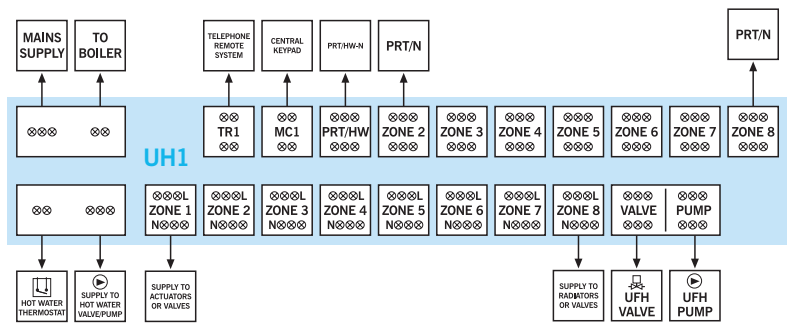 MAINS
SUPPLY
TO
BOILER
TELEPHONE
REMOTE
SYSTEM
CENTRAL
KEYPAD
PRT/HW-N
PRT/N
PRT/N
TR1
MC1
PRT/HW
ZONE 2
ZONE 3
ZONE 4
ZONE 5
ZONE 6
ZONE 7
ZONE 8
UH1
L
ZONE 1
N
L
ZONE 2
N
L
ZONE 3
N
L
ZONE 4
N
L
ZONE 5
N
L
ZONE 6
N
L
ZONE 7
N
L
ZONE 8
N
VALVE
PUMP
HOT WATER
THERMOSTAT
SUPPLY TO
HOT WATER
VALVE/PUMP
SUPPLY TO
ACTUATORS
OR VALVES
SUPPLY TO
RADIATORS
OR VALVES
UFH
VALVE
UFH
PUMP